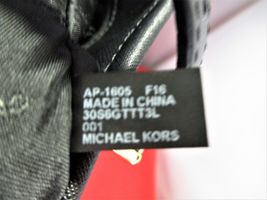 AP-1605 F16
MADE IN CHINA
30S6GTTT3L
001
MICHAEL KORS